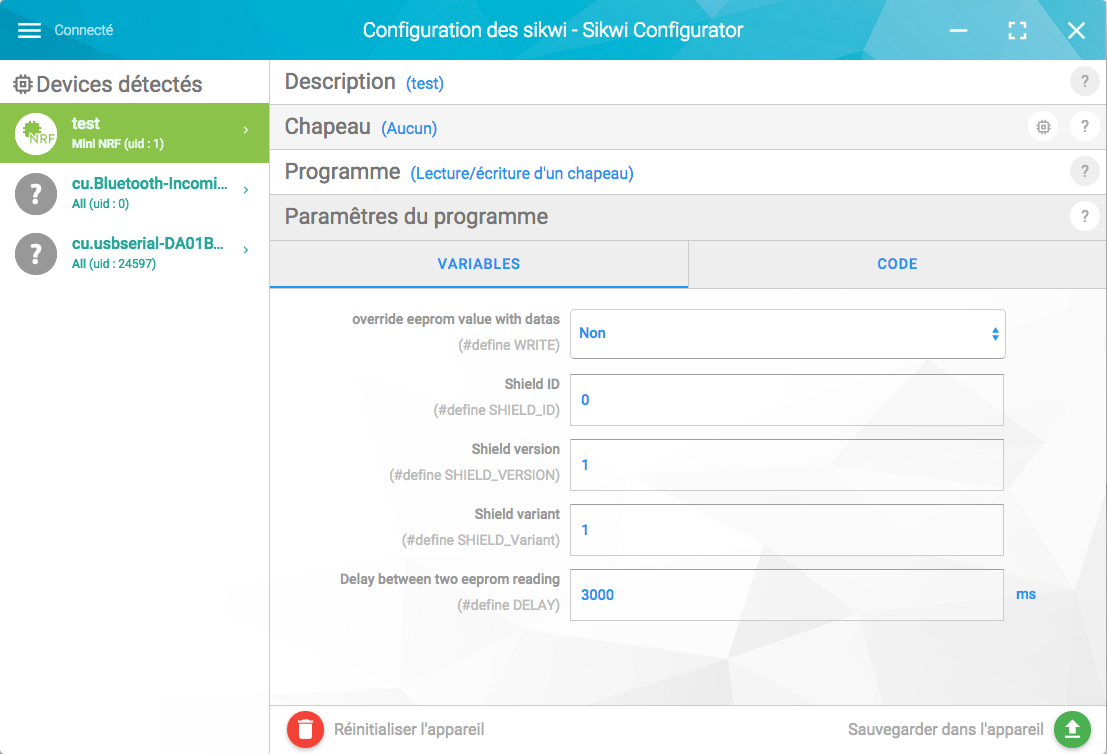 Connecté
Configuration des sikwi - Sikwi Configurator
Devices détectés
NRF
test
Mini NRF (uid : 1)
?
cu.Bluetooth-Incomi...
All (uid : 0)
?
cu.usbserial-DA01B...
All (uid : 24597)
Description (test)
?
Chapeau (Aucun)
?
Programme (Lecture/écriture d'un chapeau)
?
Paramêtres du programme
?
VARIABLES
CODE
override eeprom value with datas
(#define WRITE)
Non
Shield ID
(#define SHIELD_ID)
0
Shield version
(#define SHIELD_VERSION)
1
Shield variant
(#define SHIELD_Variant)
1
Delay between two eeprom reading
(#define DELAY)
3000
ms
Réinitialiser l'appareil
Sauvegarder dans l'appareil